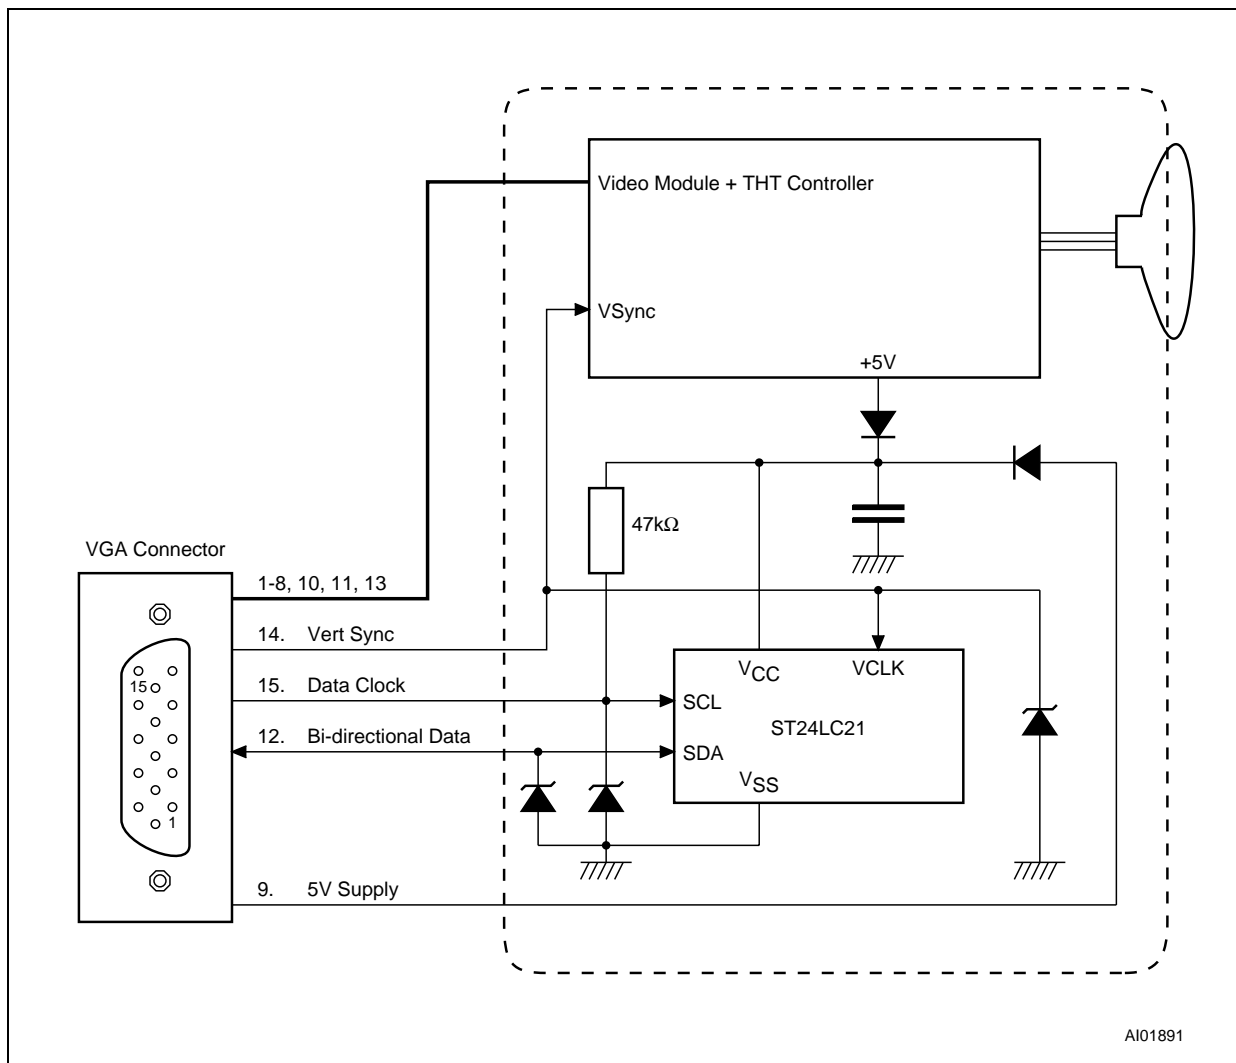 Video Module + THT Controller
VSync
+5V
47kΩ
VGA Connector
1-8, 10, 11, 13
14. Vert Sync
15. Data Clock
12. Bi-directional Data
9. 5V Supply
15
1
VCC
VCLK
SCL
ST24LC21
SDA
VSS
AI01891